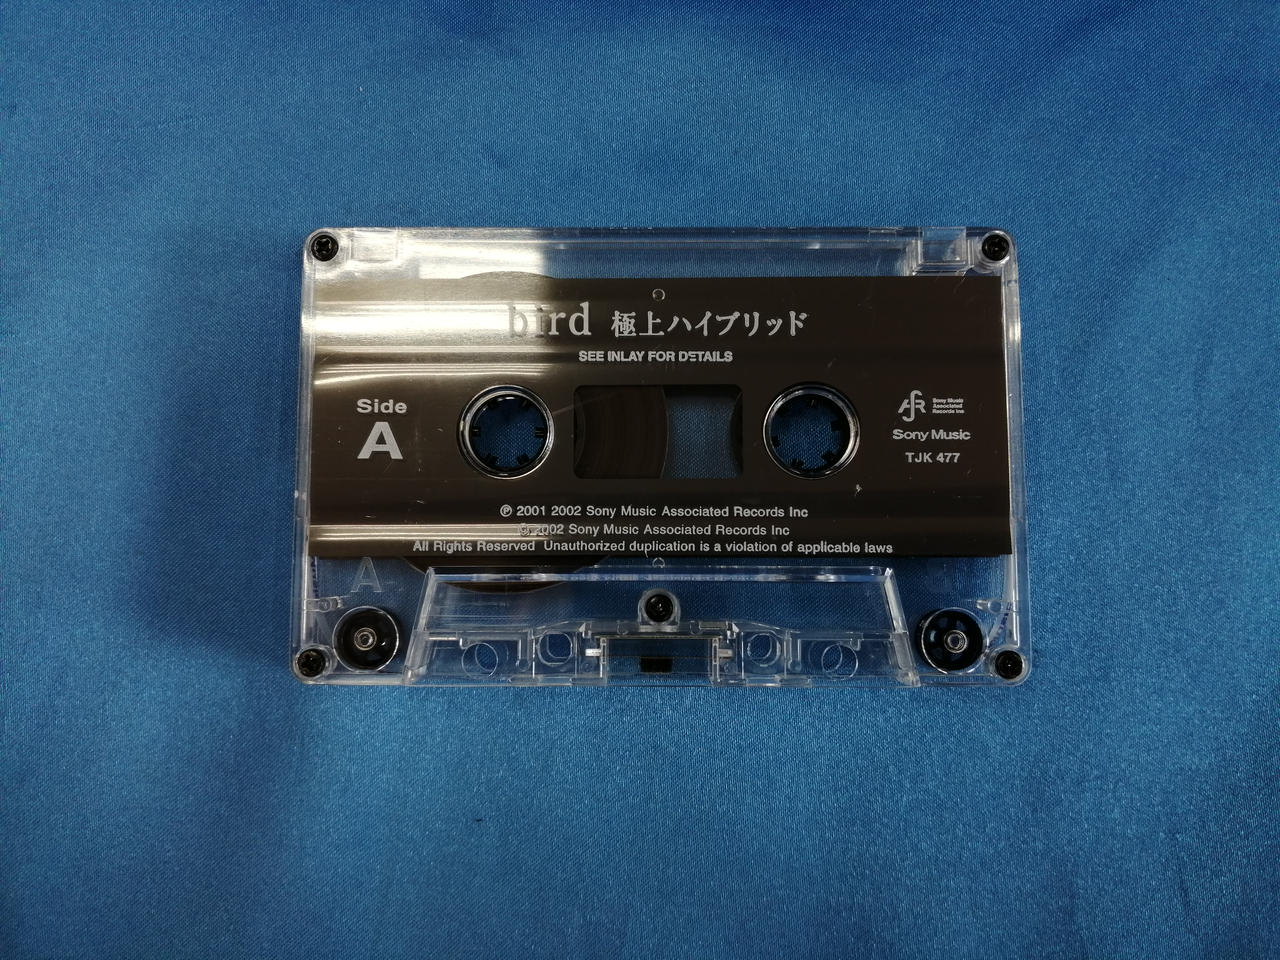 bird 極上ハイブリッド
SEE INLAY FOR DETAILS
Side
A
Sony Music
Associated
Records Inc
Sony Music
TJK 477
℗ 2001 2002 Sony Music Associated Records Inc
© 2002 Sony Music Associated Records Inc
All Rights Reserved Unauthorized duplication is a violation of applicable laws
A